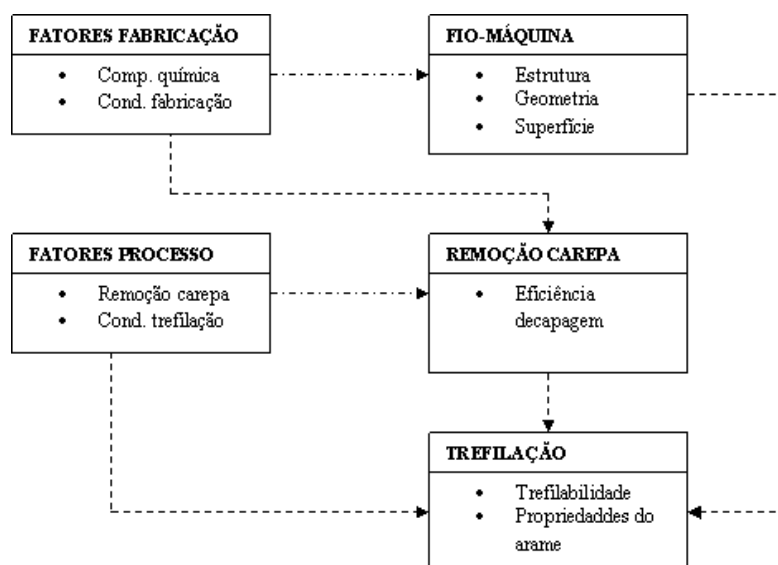 FATORES FABRICAÇÃO
• Comp. química
• Cond. fabricação
FIO-MÁQUINA
• Estrutura
• Geometria
• Superfície
FATORES PROCESSO
• Remoção carepa
• Cond. trefilação
REMOÇÃO CAREPA
• Eficiência
decapagem
TREFILAÇÃO
• Trefilabilidade
• Propriedaddes do
arame